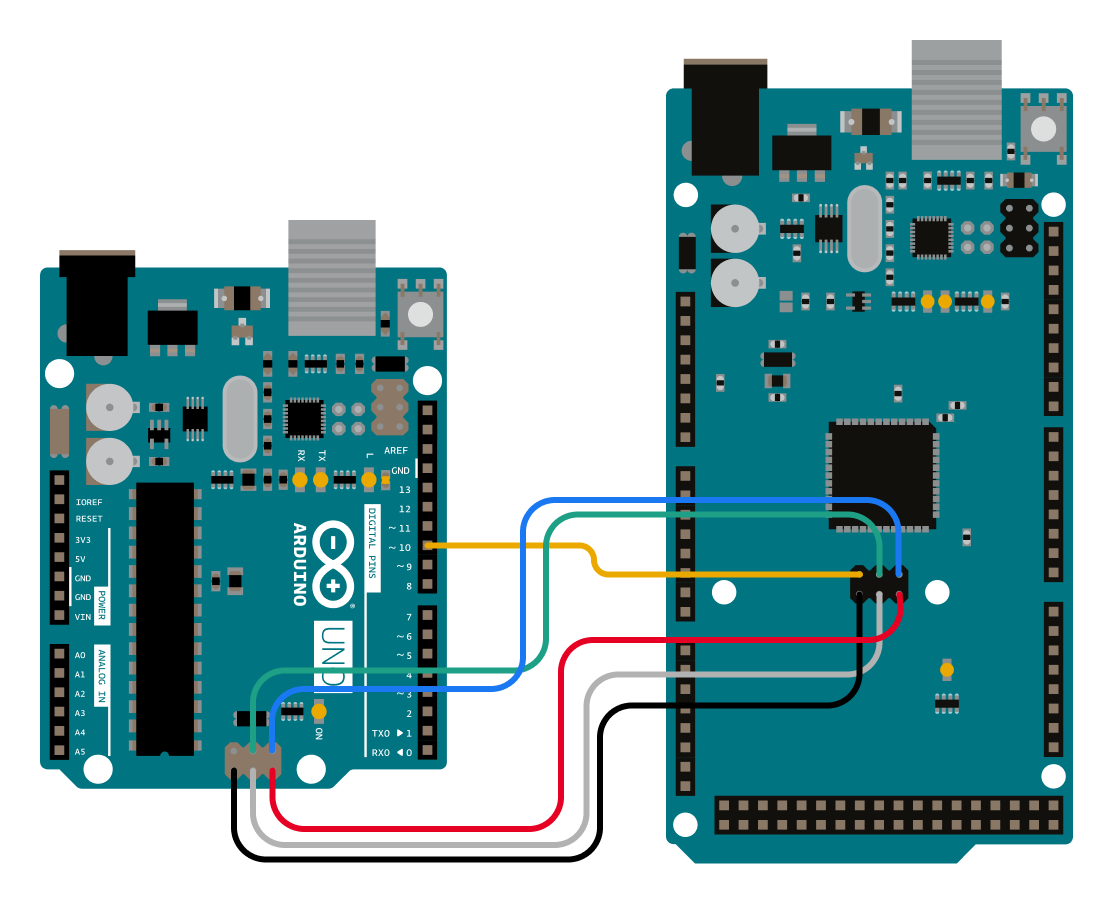 RX
TX
L
AREF
GND
13
12
~ 11
~ 10
~ 9
8
7
~ 6
~ 5
4
~ 3
2
TX0 ▶ 1
RX0 ◀ 0
DIGITAL PINS
ARDUINO
®
UNO
ON
IOREF
RESET
3V3
5V
GND
GND
VIN
POWER
A0
A1
A2
A3
A4
A5
ANALOG IN